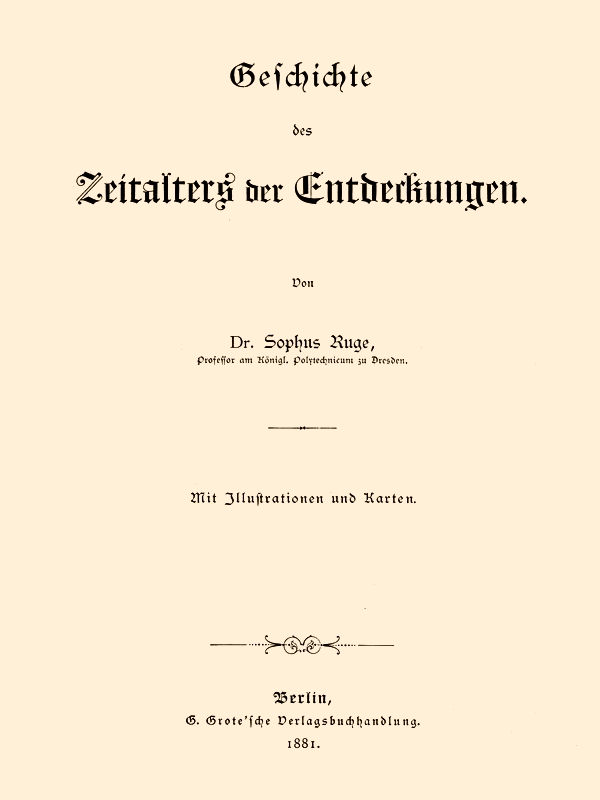 Geſchichte
des
Zeitalters der Entdeckungen.
Von
Dr. Sophus Ruge,
Profeſſor am Königl. Polytechnicum zu Dresden.
Mit Illuſtrationen und Karten.
Berlin,
G. Grote'ſche Verlagsbuchhandlung.
1881.